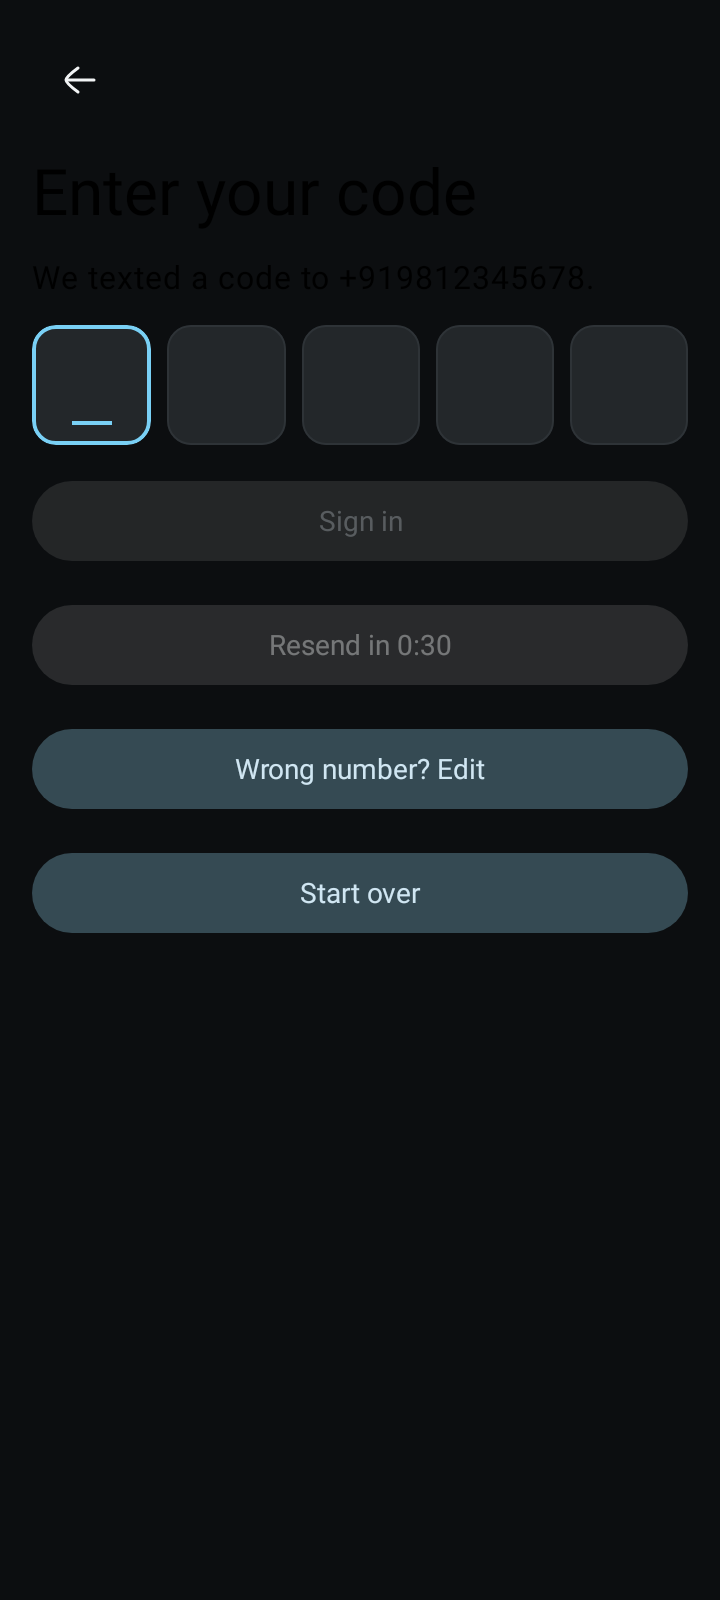 Enter your code
We texted a code to +919812345678.
Sign in
Resend in 0:30
Wrong number? Edit
Start over